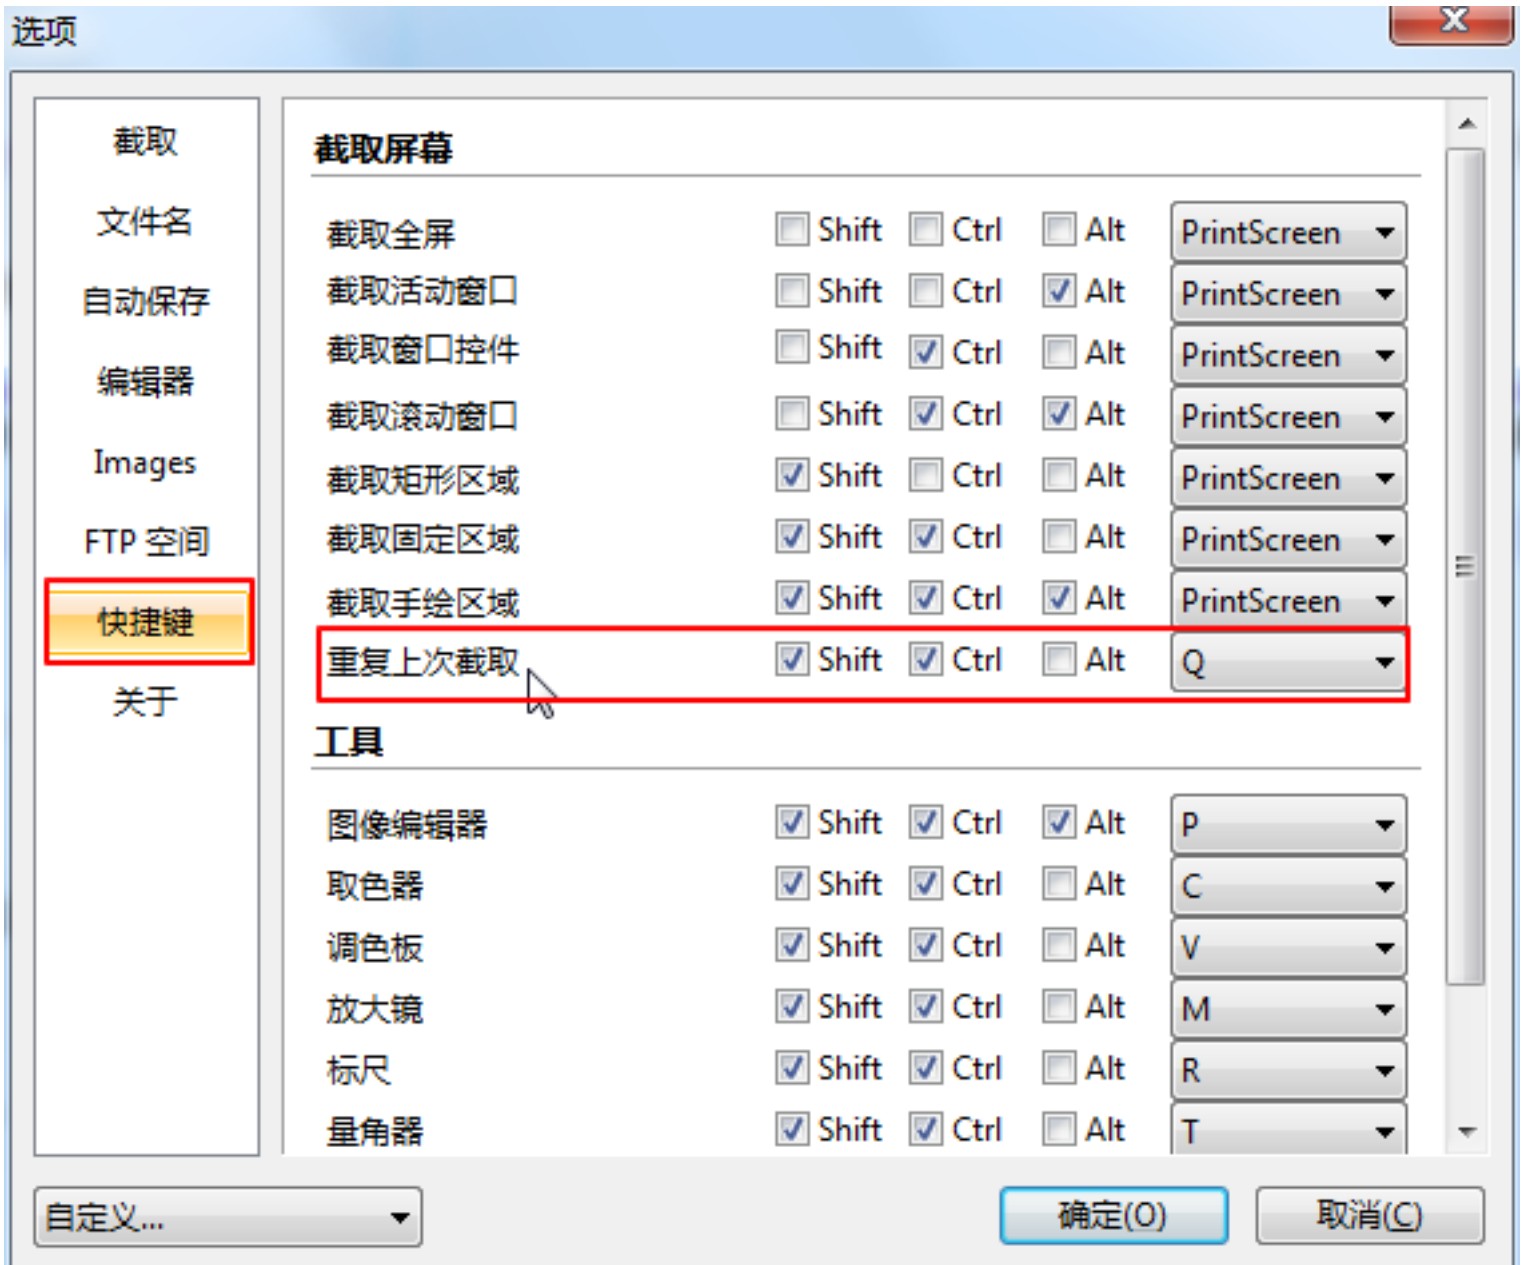 选项
截取
文件名
自动保存
编辑器
Images
FTP 空间
快捷键
关于
截取屏幕
截取全屏 Shift Ctrl Alt PrintScreen
截取活动窗口 Shift Ctrl Alt PrintScreen
截取窗口控件 Shift Ctrl Alt PrintScreen
截取滚动窗口 Shift Ctrl Alt PrintScreen
截取矩形区域 Shift Ctrl Alt PrintScreen
截取固定区域 Shift Ctrl Alt PrintScreen
截取手绘区域 Shift Ctrl Alt PrintScreen
重复上次截取 Shift Ctrl Alt Q
工具
图像编辑器 Shift Ctrl Alt P
取色器 Shift Ctrl Alt C
调色板 Shift Ctrl Alt V
放大镜 Shift Ctrl Alt M
标尺 Shift Ctrl Alt R
量角器 Shift Ctrl Alt T
自定义... 确定(O) 取消(C)